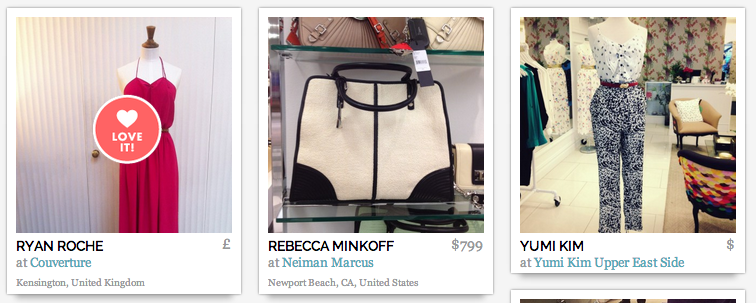 LOVE
IT!
RYAN ROCHE £
at Couverture
Kensington, United Kingdom
REBECCA MINKOFF $799
at Neiman Marcus
Newport Beach, CA, United States
YUMI KIM $
at Yumi Kim Upper East Side